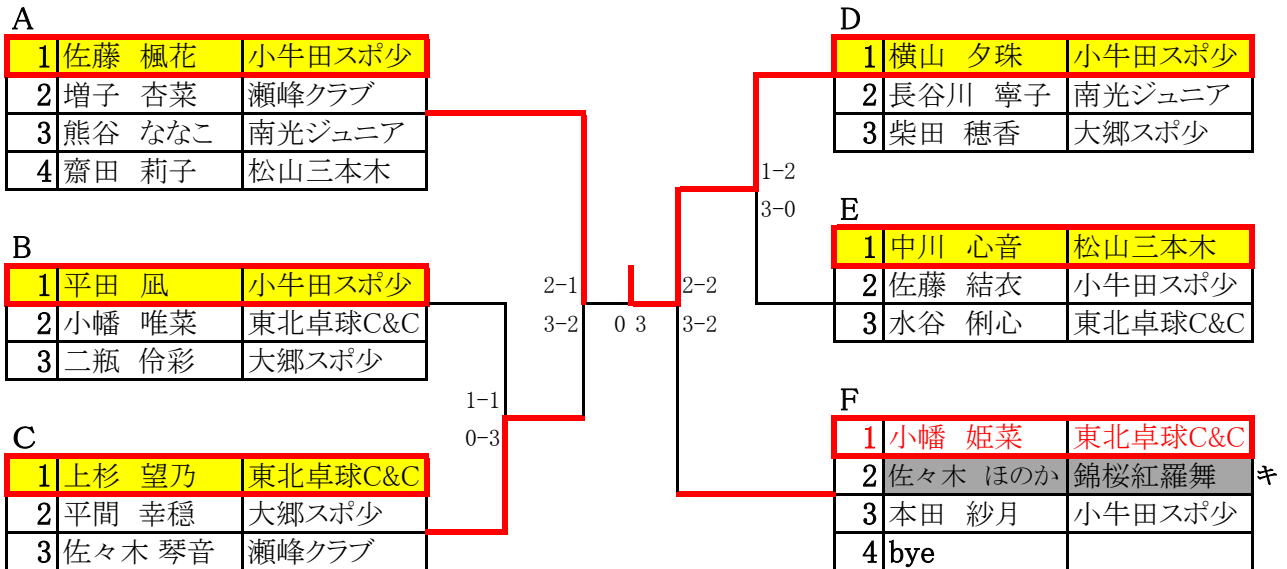 A
1 佐藤 楓花 小牛田スポ少
2 増子 杏菜 瀬峰クラブ
3 熊谷 ななこ 南光ジュニア
4 齋田 莉子 松山三本木
B
1 平田 凪 小牛田スポ少
2 小幡 唯菜 東北卓球C&C
3 二瓶 伶彩 大郷スポ少
C
1 上杉 望乃 東北卓球C&C
2 平間 幸穏 大郷スポ少
3 佐々木 琴音 瀬峰クラブ
1-1
0-3
2-1
3-2
0 3
2-2
3-2
1-2
3-0
D
1 横山 夕珠 小牛田スポ少
2 長谷川 寧子 南光ジュニア
3 柴田 穂香 大郷スポ少
E
1 中川 心音 松山三本木
2 佐藤 結衣 小牛田スポ少
3 水谷 俐心 東北卓球C&C
F
1 小幡 姫菜 東北卓球C&C
2 佐々木 ほのか 錦桜紅羅舞 キ
3 本田 紗月 小牛田スポ少
4 bye